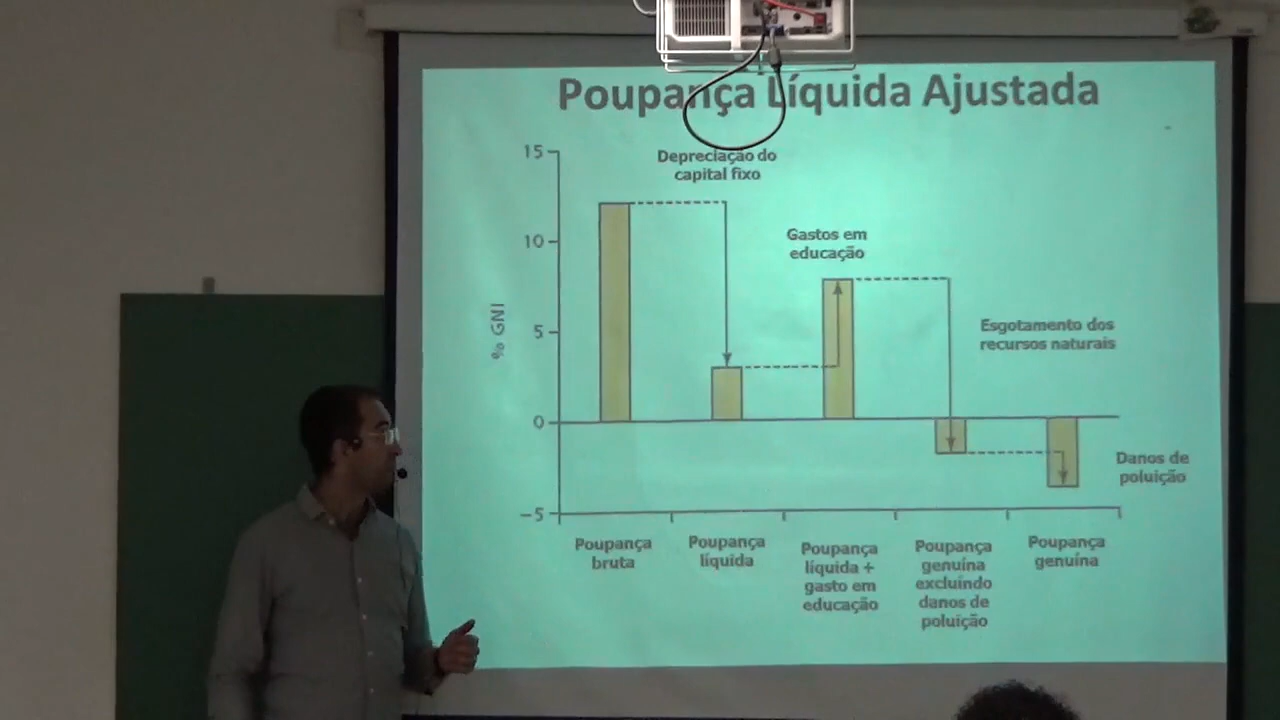 Poupança Líquida Ajustada
15
Depreciação do
capital fixo
10
Gastos em
educação
% GNI
5
Esgotamento dos
recursos naturais
0
Danos de
poluição
−5
Poupança
bruta
Poupança
líquida
Poupança
líquida +
gasto em
educação
Poupança
genuína
excluíndo
danos de
poluição
Poupança
genuína